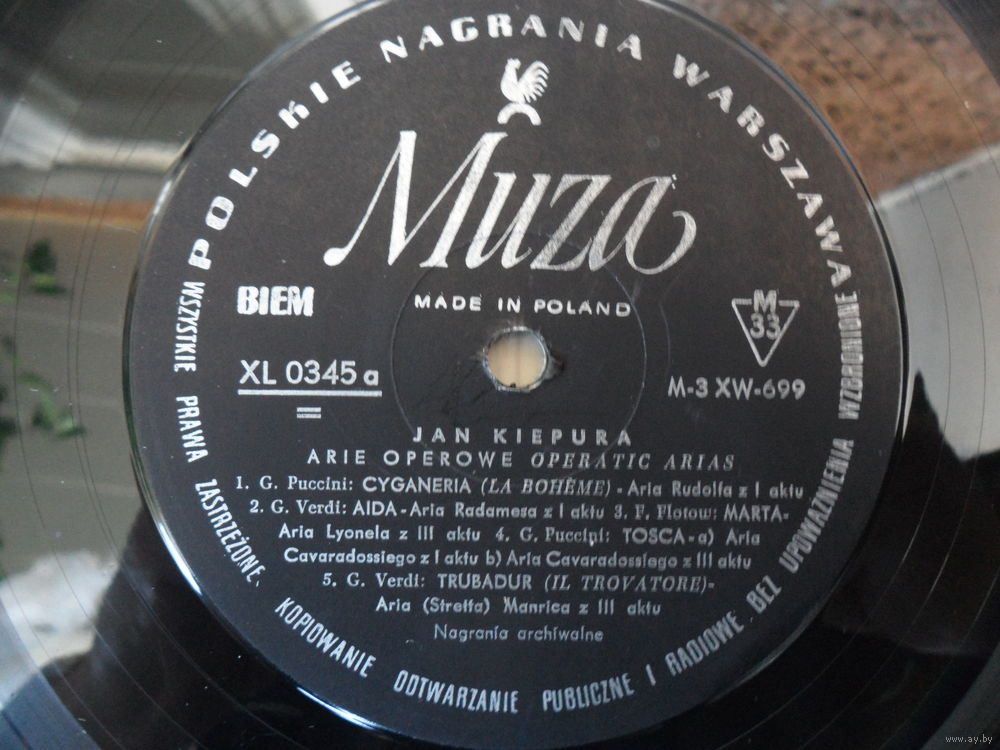 POLSKIE NAGRANIA WARSZAWA
Muza
BIEM
MADE IN POLAND
M
33
XL 0345 a
M-3 XW-699
JAN KIEPURA
ARIE OPEROWE OPERATIC ARIAS
1. G. Puccini: CYGANERIA (LA BOHÈME) - Aria Rudolfa z I aktu
2. G. Verdi: AIDA - Aria Radamesa z I aktu 3. F. Flotow: MARTA-
Aria Lyonela z III aktu 4. G. Puccini: TOSCA - a) Aria
Cavaradossiego z I aktu b) Aria Cavaradossiego z III aktu
5. G. Verdi: TRUBADUR (IL TROVATORE)-
Aria (Stretta) Manrica z III aktu
Nagrania archiwalne
WSZYSTKIE PRAWA ZASTRZEŻONE. KOPIOWANIE ODTWARZANIE PUBLICZNE I RADIOWE BEZ UPOWAŻNIENIA WZBRONIONE
www.ay.by